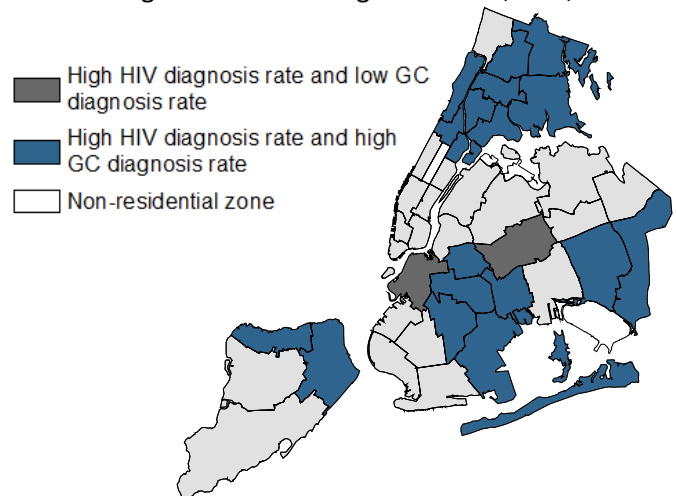 High HIV diagnosis rate and low GC
diagnosis rate
High HIV diagnosis rate and high
GC diagnosis rate
Non-residential zone